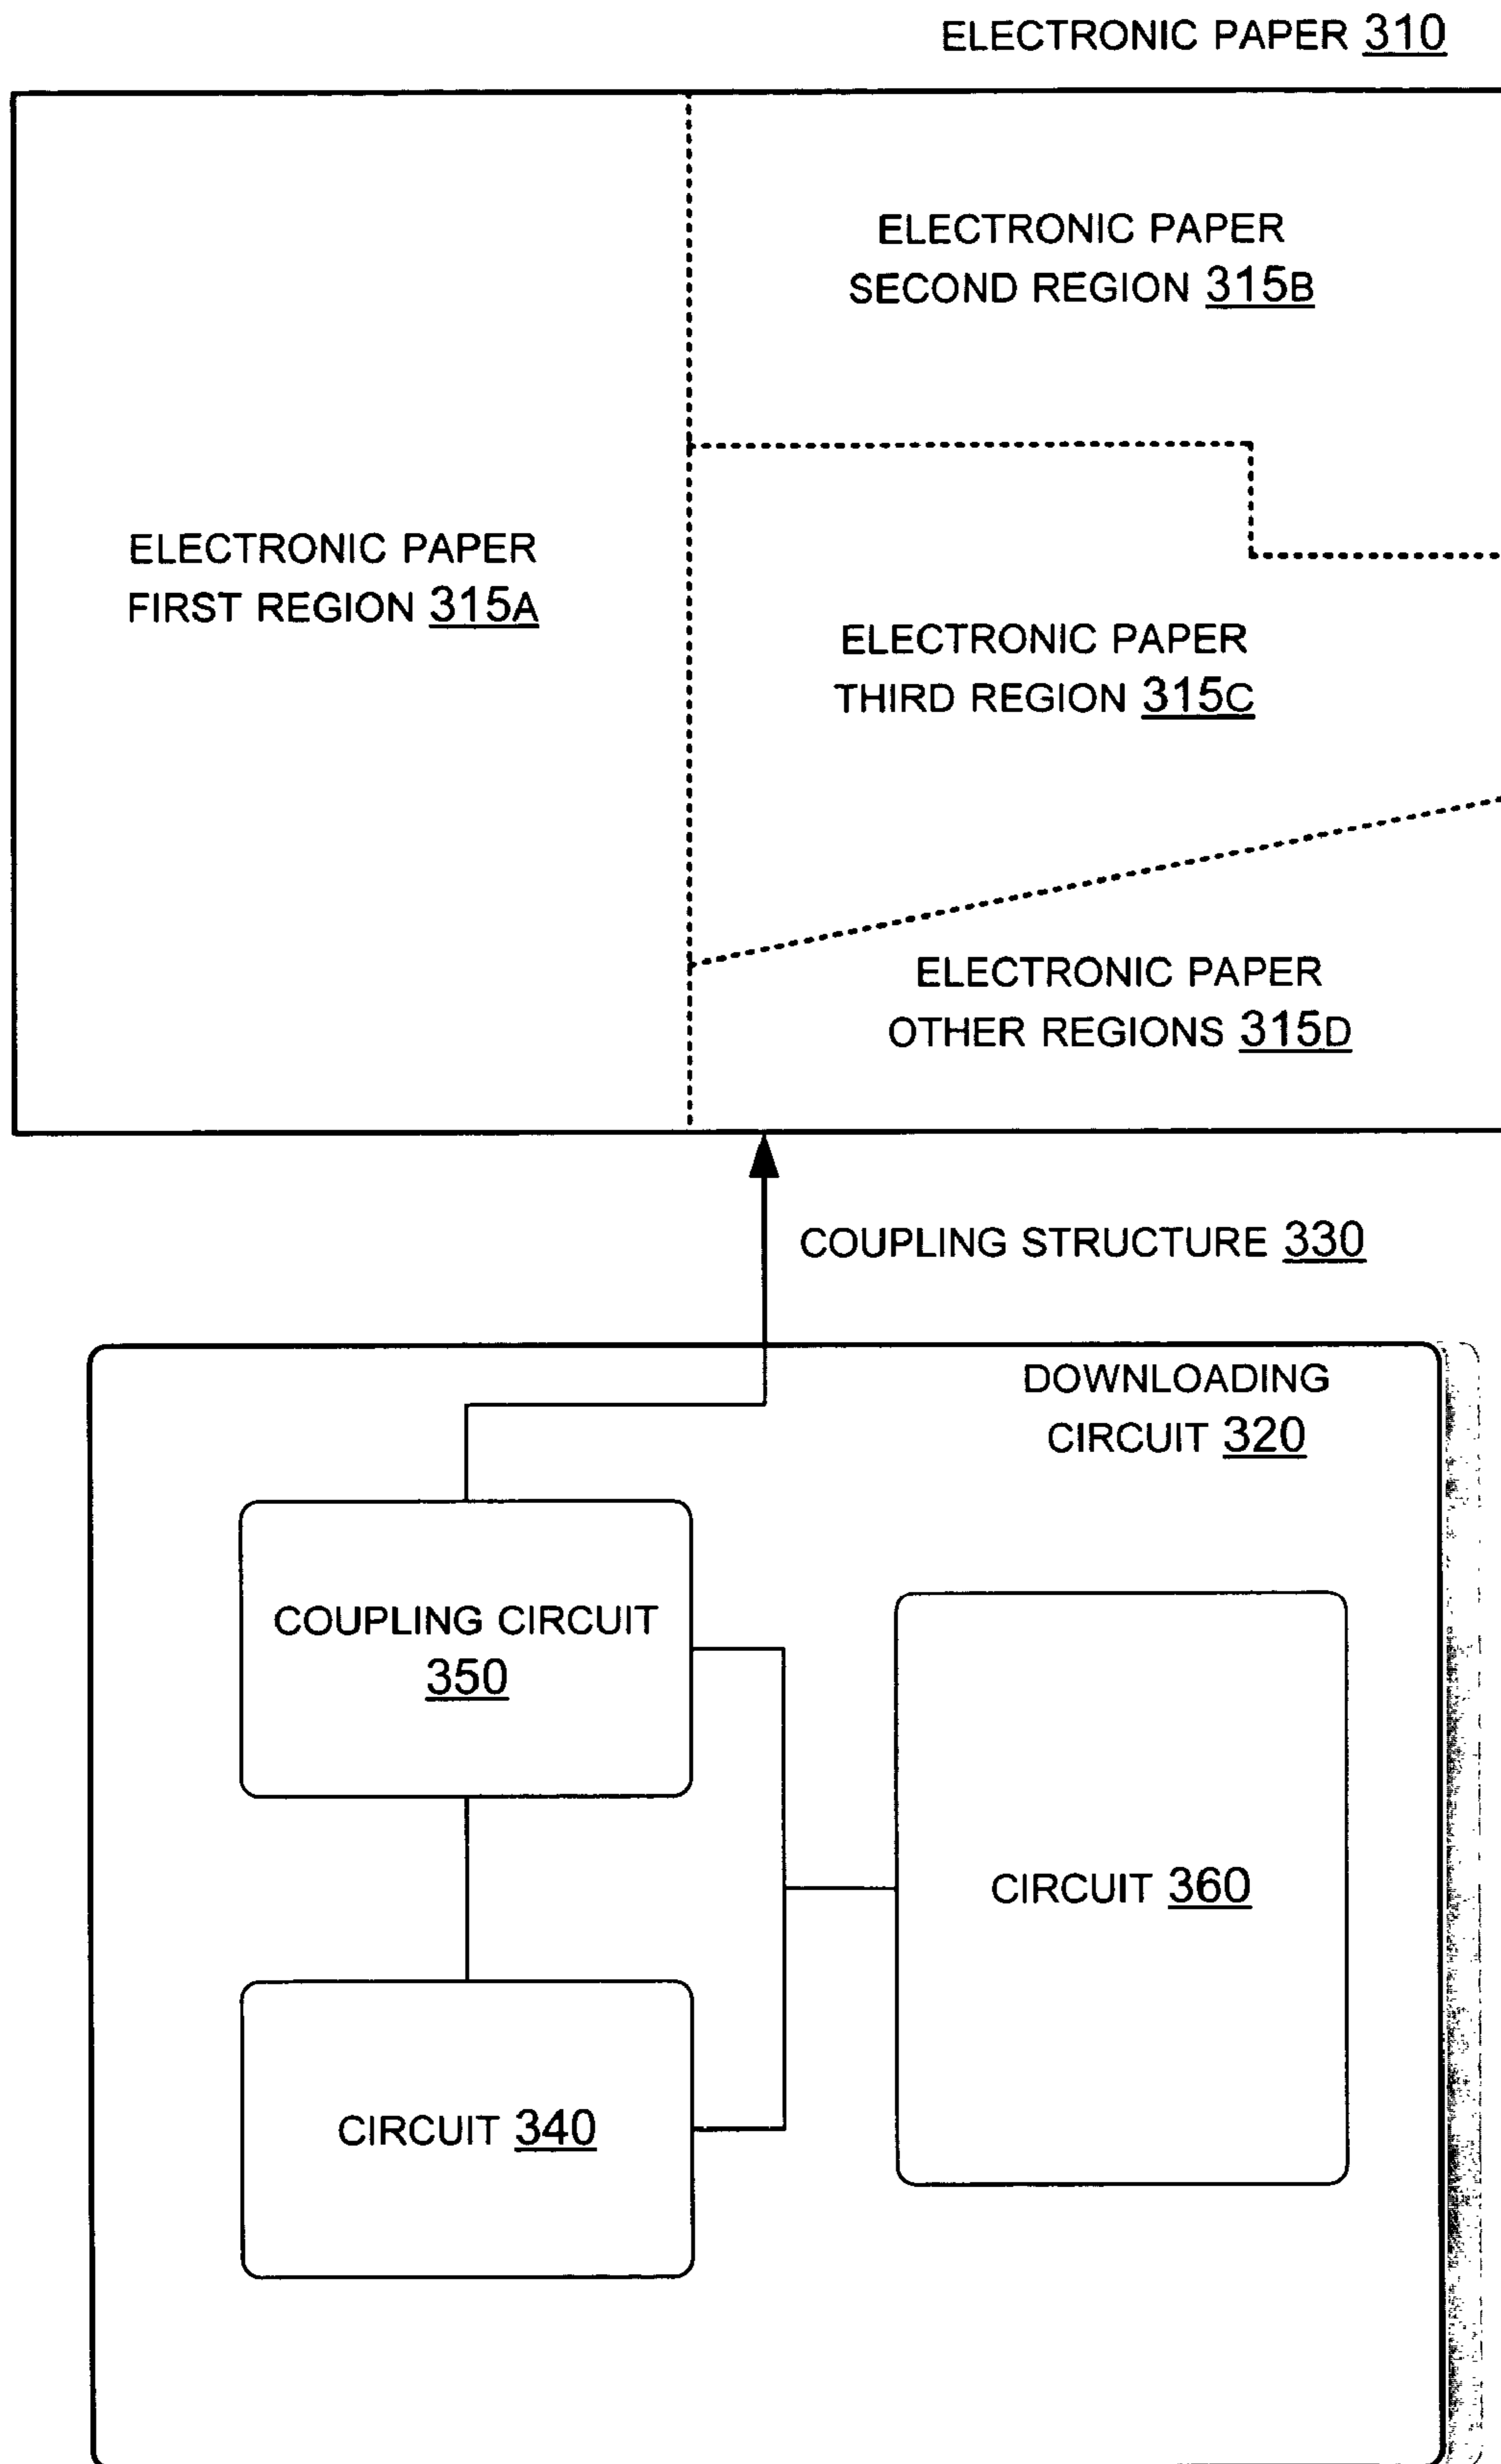 ELECTRONIC PAPER 310
ELECTRONIC PAPER
SECOND REGION 315B
ELECTRONIC PAPER
FIRST REGION 315A
ELECTRONIC PAPER
THIRD REGION 315C
ELECTRONIC PAPER
OTHER REGIONS 315D
COUPLING STRUCTURE 330
DOWNLOADING
CIRCUIT 320
COUPLING CIRCUIT
350
CIRCUIT 360
CIRCUIT 340